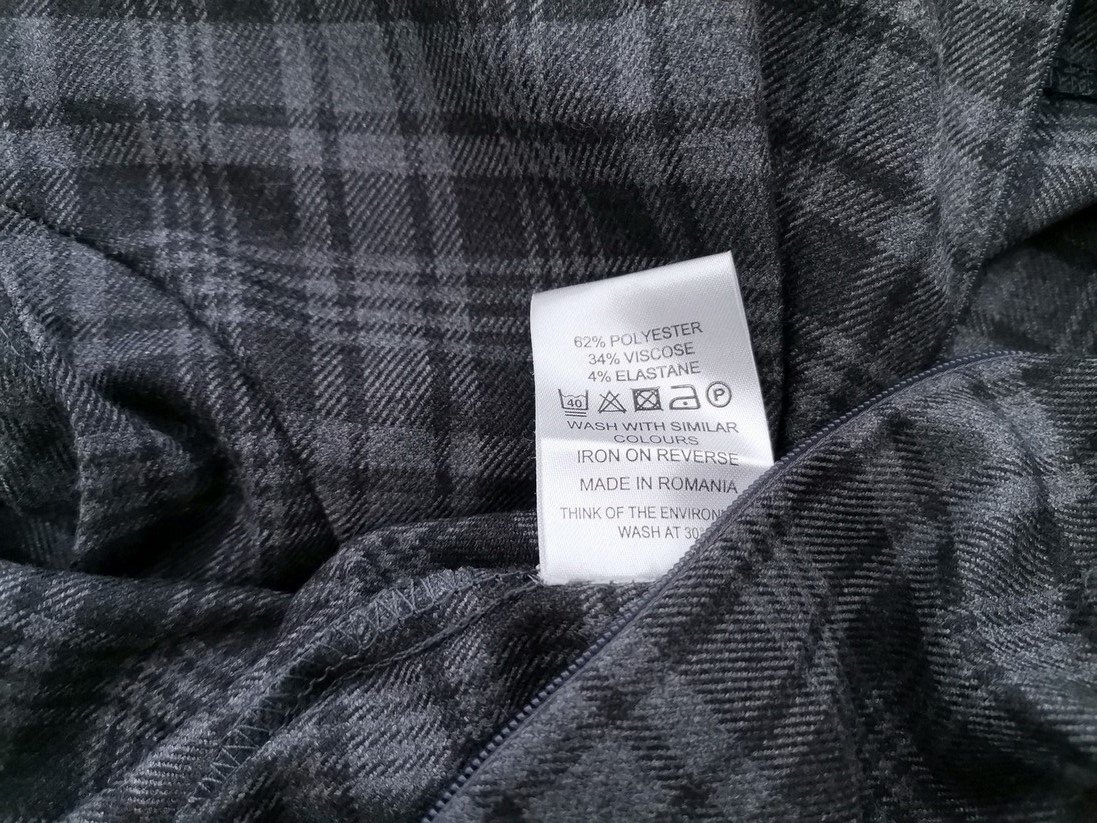 62% POLYESTER
34% VISCOSE
4% ELASTANE
40 P
WASH WITH SIMILAR
COLOURS
IRON ON REVERSE
MADE IN ROMANIA
THINK OF THE
WASH AT 30°